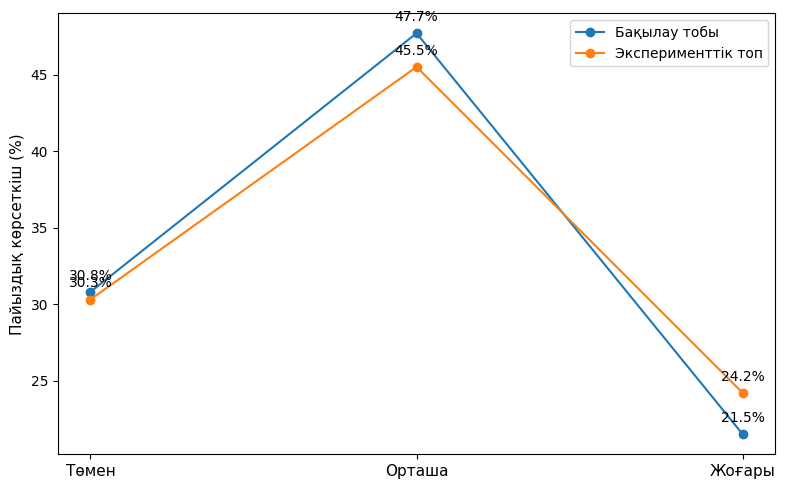 47.7%
Бақылау тобы
Эксперименттік топ
45.5%
45
40
35
30
25
Пайыздық көрсеткіш (%)
30.8%
30.3%
24.2%
21.5%
Төмен
Орташа
Жоғары